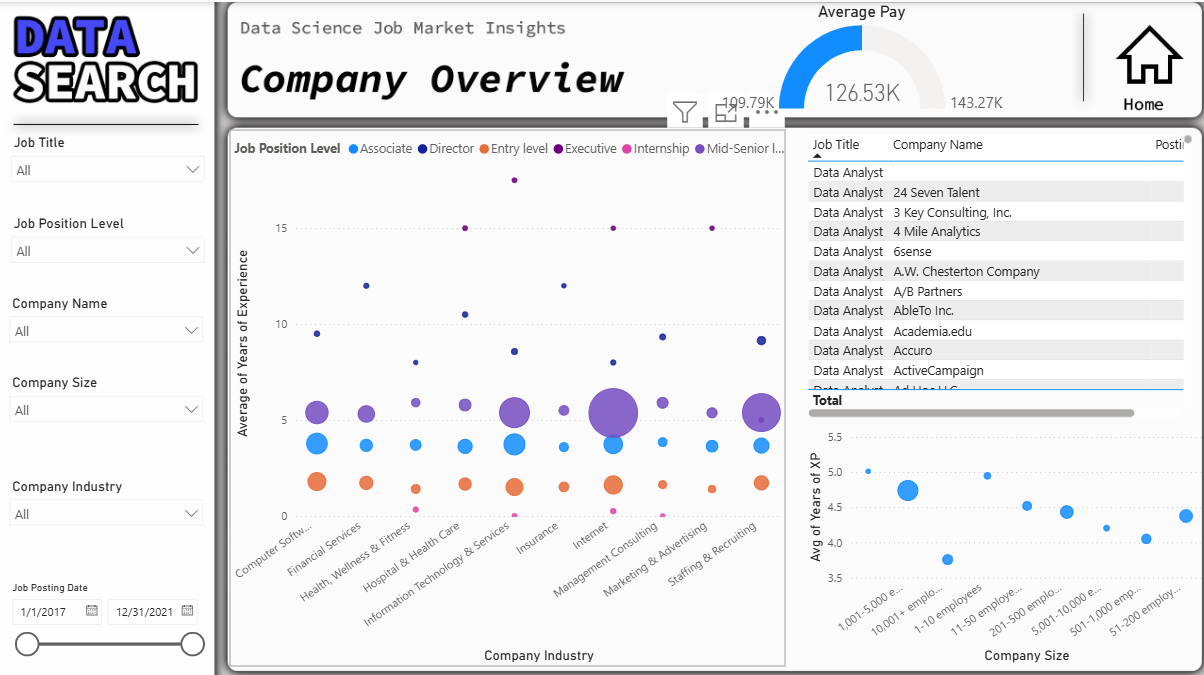 DATA
SEARCH
Job Title
All
Job Position Level
All
Company Name
All
Company Size
All
Company Industry
All
Job Posting Date
1/1/2017 12/31/2021
Data Science Job Market Insights
Company Overview
Average Pay
126.53K
109.79K
143.27K
Home
Job Position Level Associate Director Entry level Executive Internship Mid-Senior l...
Average of Years of Experience
15
10
5
0
Computer Softw...
Financial Services
Health, Wellness & Fitness
Hospital & Health Care
Information Technology & Services
Insurance
Internet
Management Consulting
Marketing & Advertising
Staffing & Recruiting
Company Industry
Job Title Company Name Posti
Data Analyst
Data Analyst 24 Seven Talent
Data Analyst 3 Key Consulting, Inc.
Data Analyst 4 Mile Analytics
Data Analyst 6sense
Data Analyst A.W. Chesterton Company
Data Analyst A/B Partners
Data Analyst AbleTo Inc.
Data Analyst Academia.edu
Data Analyst Accuro
Data Analyst ActiveCampaign
Data Analyst Ad Hoc LLC
Total
Avg of Years of XP
5.5
5.0
4.5
4.0
3.5
1,001-5,000 e...
10,001+ emplo...
1-10 employees
11-50 employe...
201-500 emplo...
5,001-10,000 e...
501-1,000 emp...
51-200 employ...
Company Size